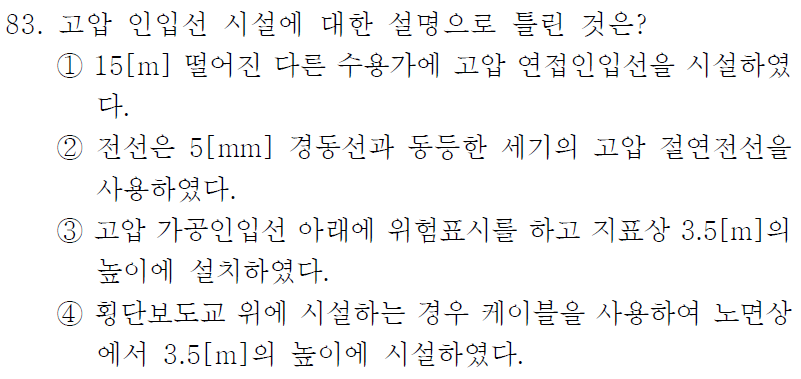 83. 고압 인입선 시설에 대한 설명으로 틀린 것은?
① 15[m] 떨어진 다른 수용가에 고압 연접인입선을 시설하였
다.
② 전선은 5[mm] 경동선과 동등한 세기의 고압 절연전선을
사용하였다.
③ 고압 가공인입선 아래에 위험표시를 하고 지표상 3.5[m]의
높이에 설치하였다.
④ 횡단보도교 위에 시설하는 경우 케이블을 사용하여 노면상
에서 3.5[m]의 높이에 시설하였다.